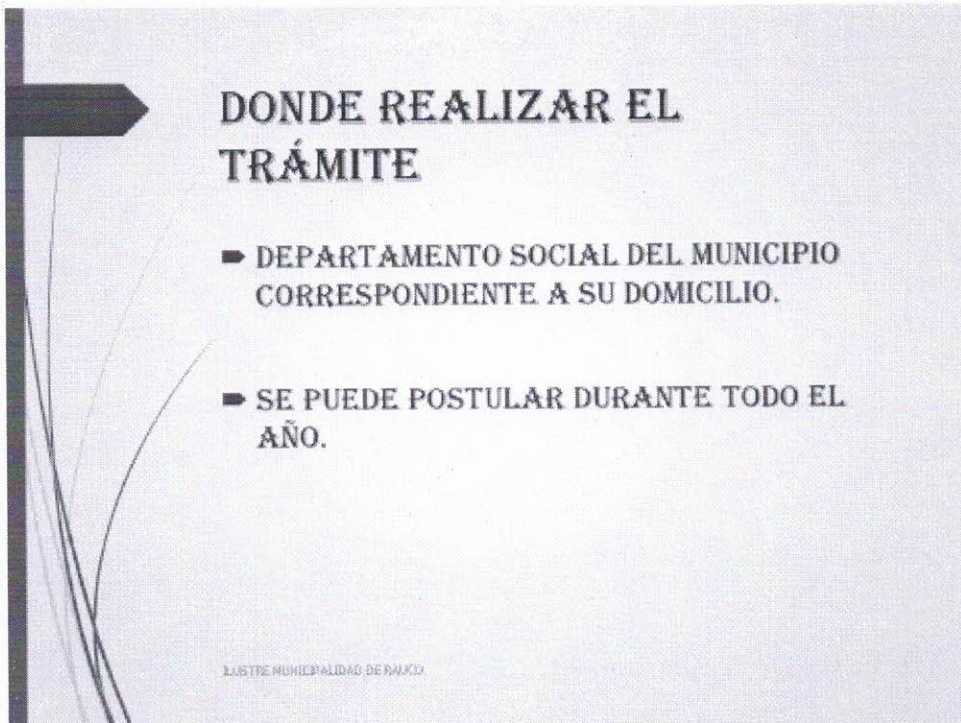 DONDE REALIZAR EL
TRÁMITE
DEPARTAMENTO SOCIAL DEL MUNICIPIO
CORRESPONDIENTE A SU DOMICILIO.
SE PUEDE POSTULAR DURANTE TODO EL
AÑO.
ILUSTRE MUNICIPALIDAD DE RAUCO